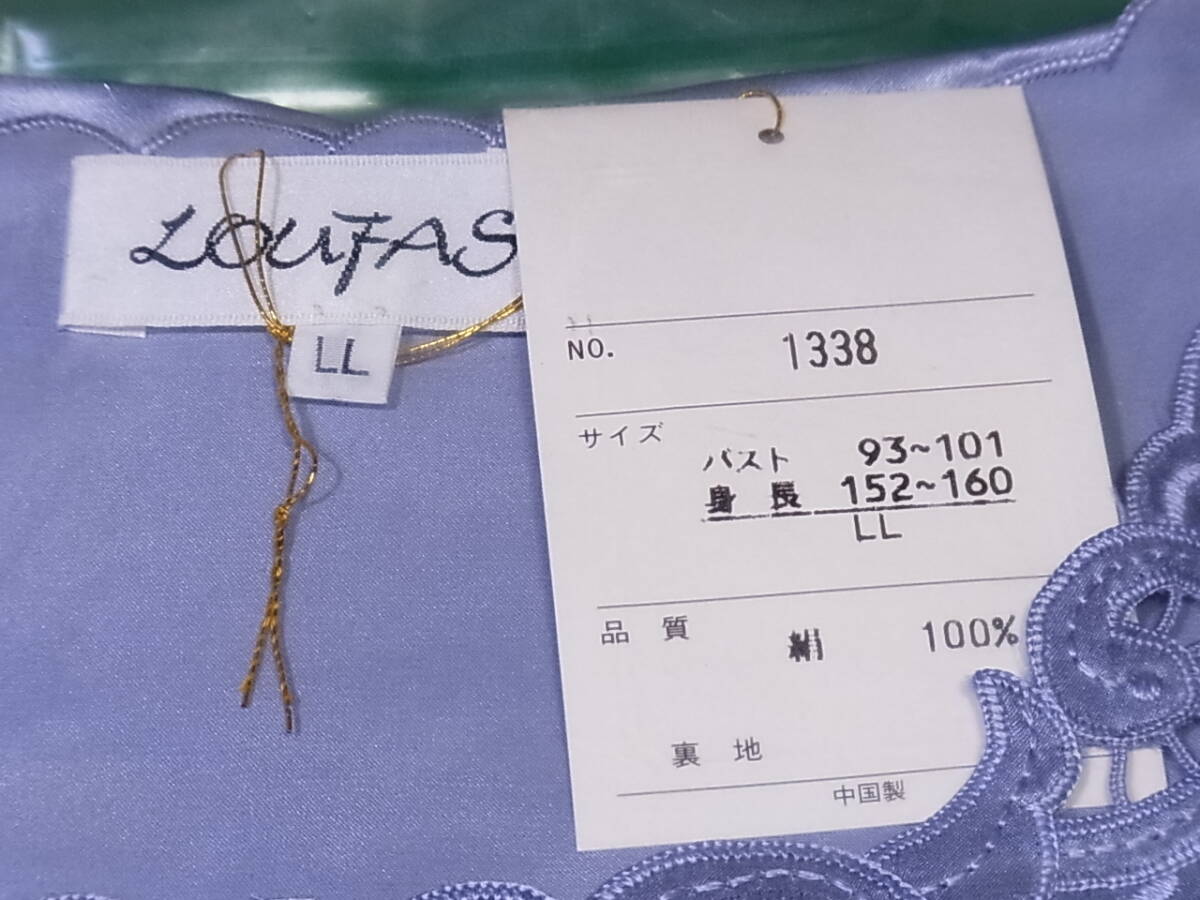 LOUFAS
LL
NO. 1338
サイズ
バスト 93~101
身長 152~160
LL
品質 絹 100%
裏地
中国製